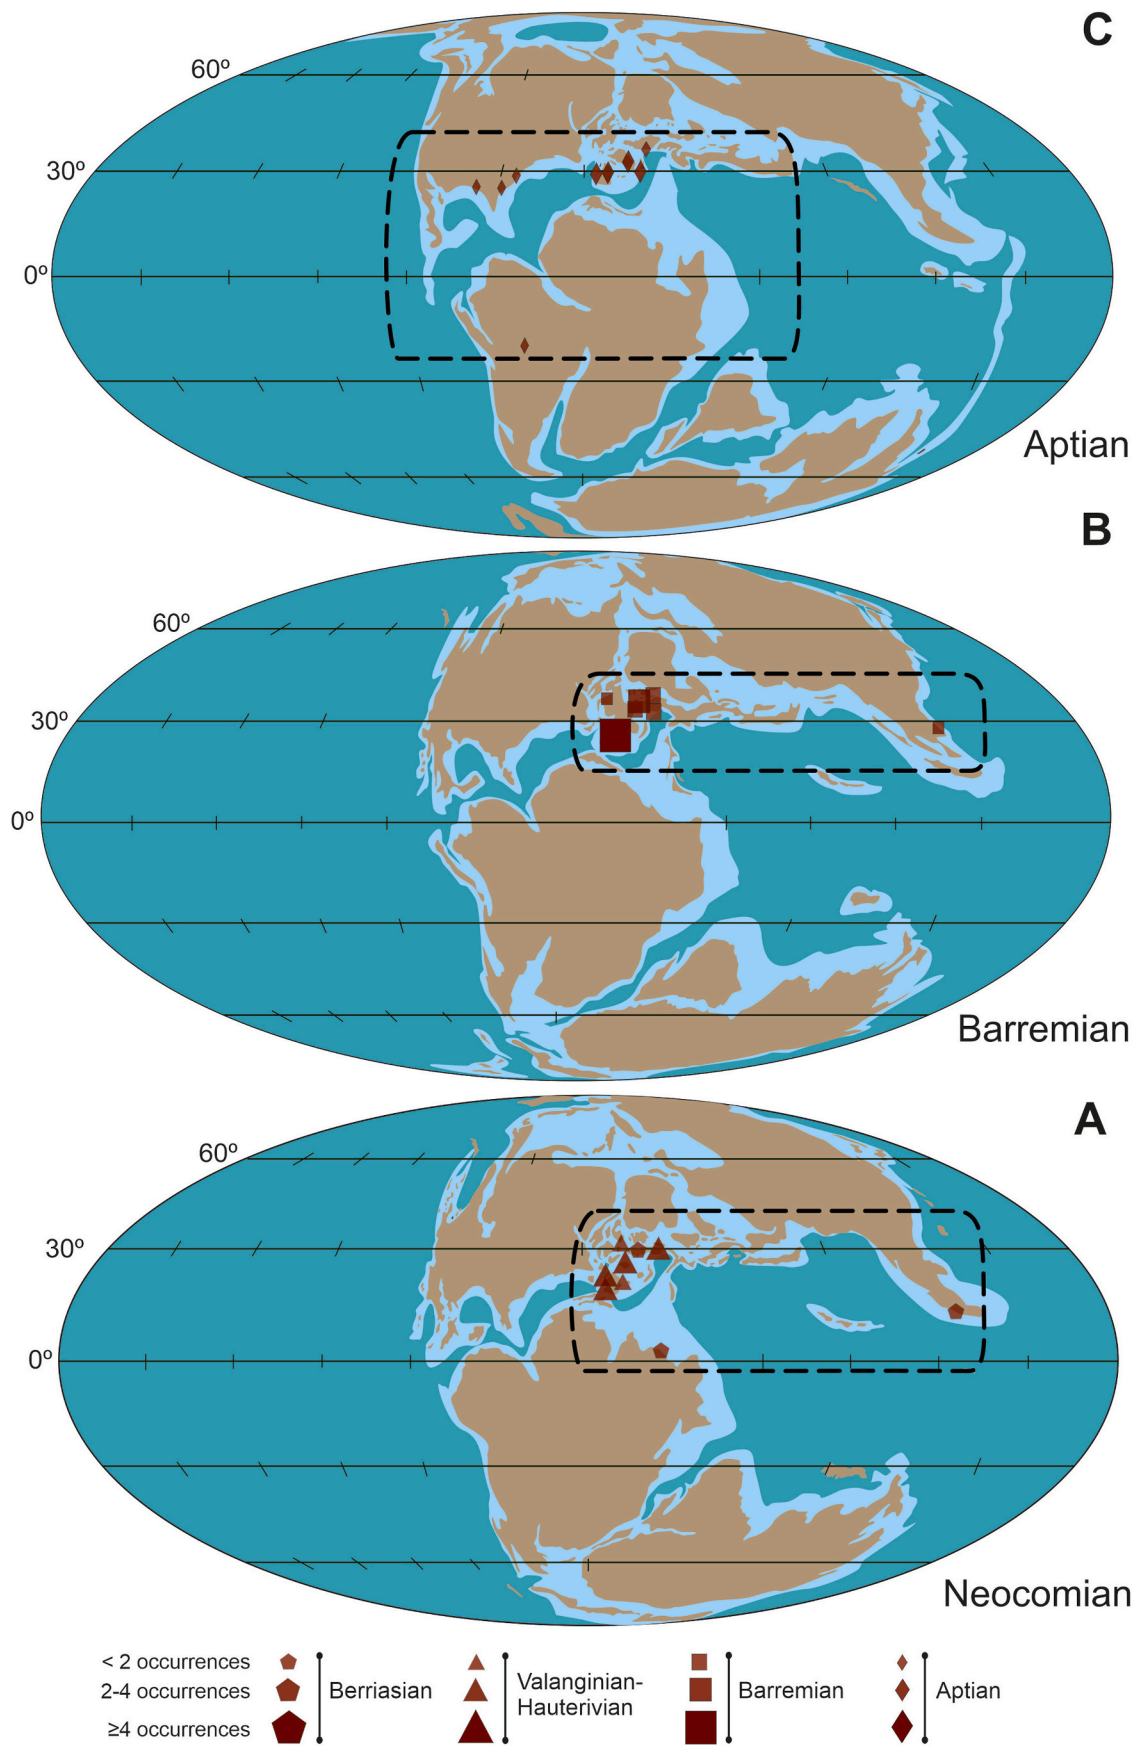 C
60º
30º
0º
Aptian
B
60º
30º
0º
Barremian
A
60º
30º
0º
Neocomian
< 2 occurrences
2-4 occurrences
≥4 occurrences
Berriasian
Valanginian-
Hauterivian
Barremian
Aptian